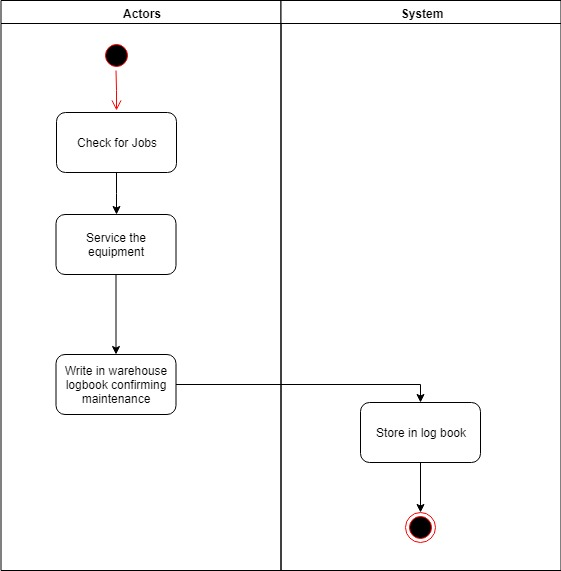 Actors
System
Check for Jobs
Service the
equipment
Write in warehouse
logbook confirming
maintenance
Store in log book